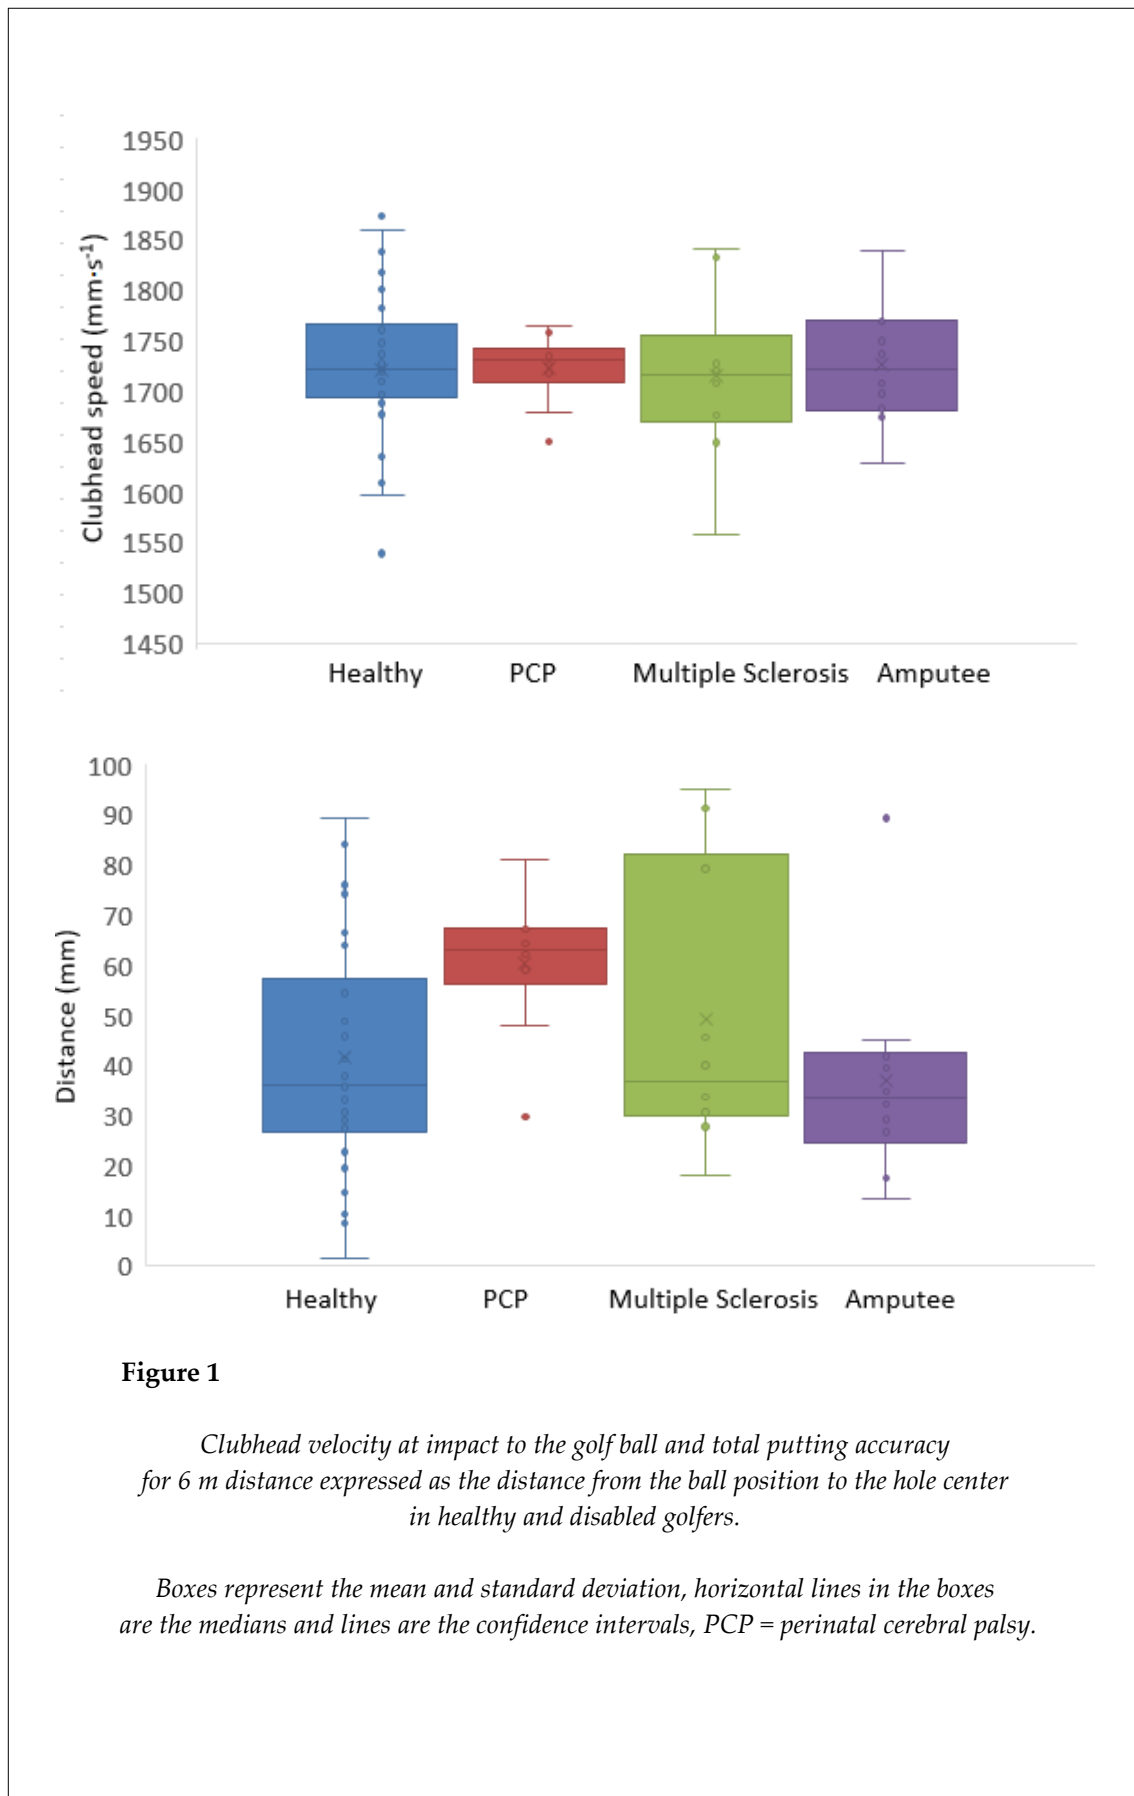 1950
1900
1850
1800
1750
1700
1650
1600
1550
1500
1450
Clubhead speed (mm·s⁻¹)
Healthy PCP Multiple Sclerosis Amputee
100
90
80
70
60
50
40
30
20
10
0
Distance (mm)
Healthy PCP Multiple Sclerosis Amputee
Figure 1
Clubhead velocity at impact to the golf ball and total putting accuracy
for 6 m distance expressed as the distance from the ball position to the hole center
in healthy and disabled golfers.
Boxes represent the mean and standard deviation, horizontal lines in the boxes
are the medians and lines are the confidence intervals, PCP = perinatal cerebral palsy.